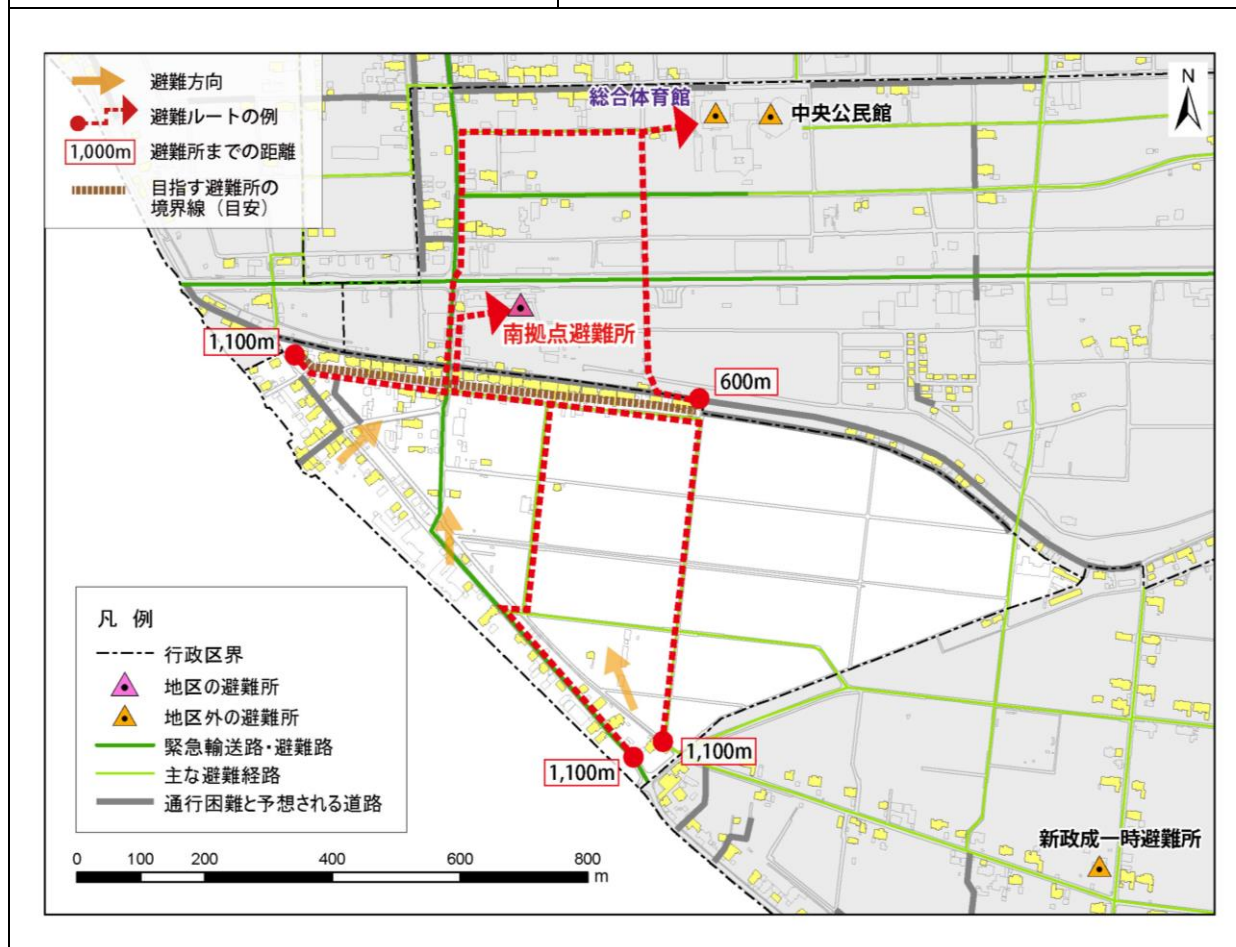 避難方向
避難ルートの例
1,000m 避難所までの距離
目指す避難所の
境界線（目安）
総合体育館
中央公民館
N
南拠点避難所
1,100m
600m
1,100m
1,100m
新政成一時避難所
凡 例
行政区界
地区の避難所
地区外の避難所
緊急輸送路・避難路
主な避難経路
通行困難と予想される道路
0 100 200 400 600 800
m